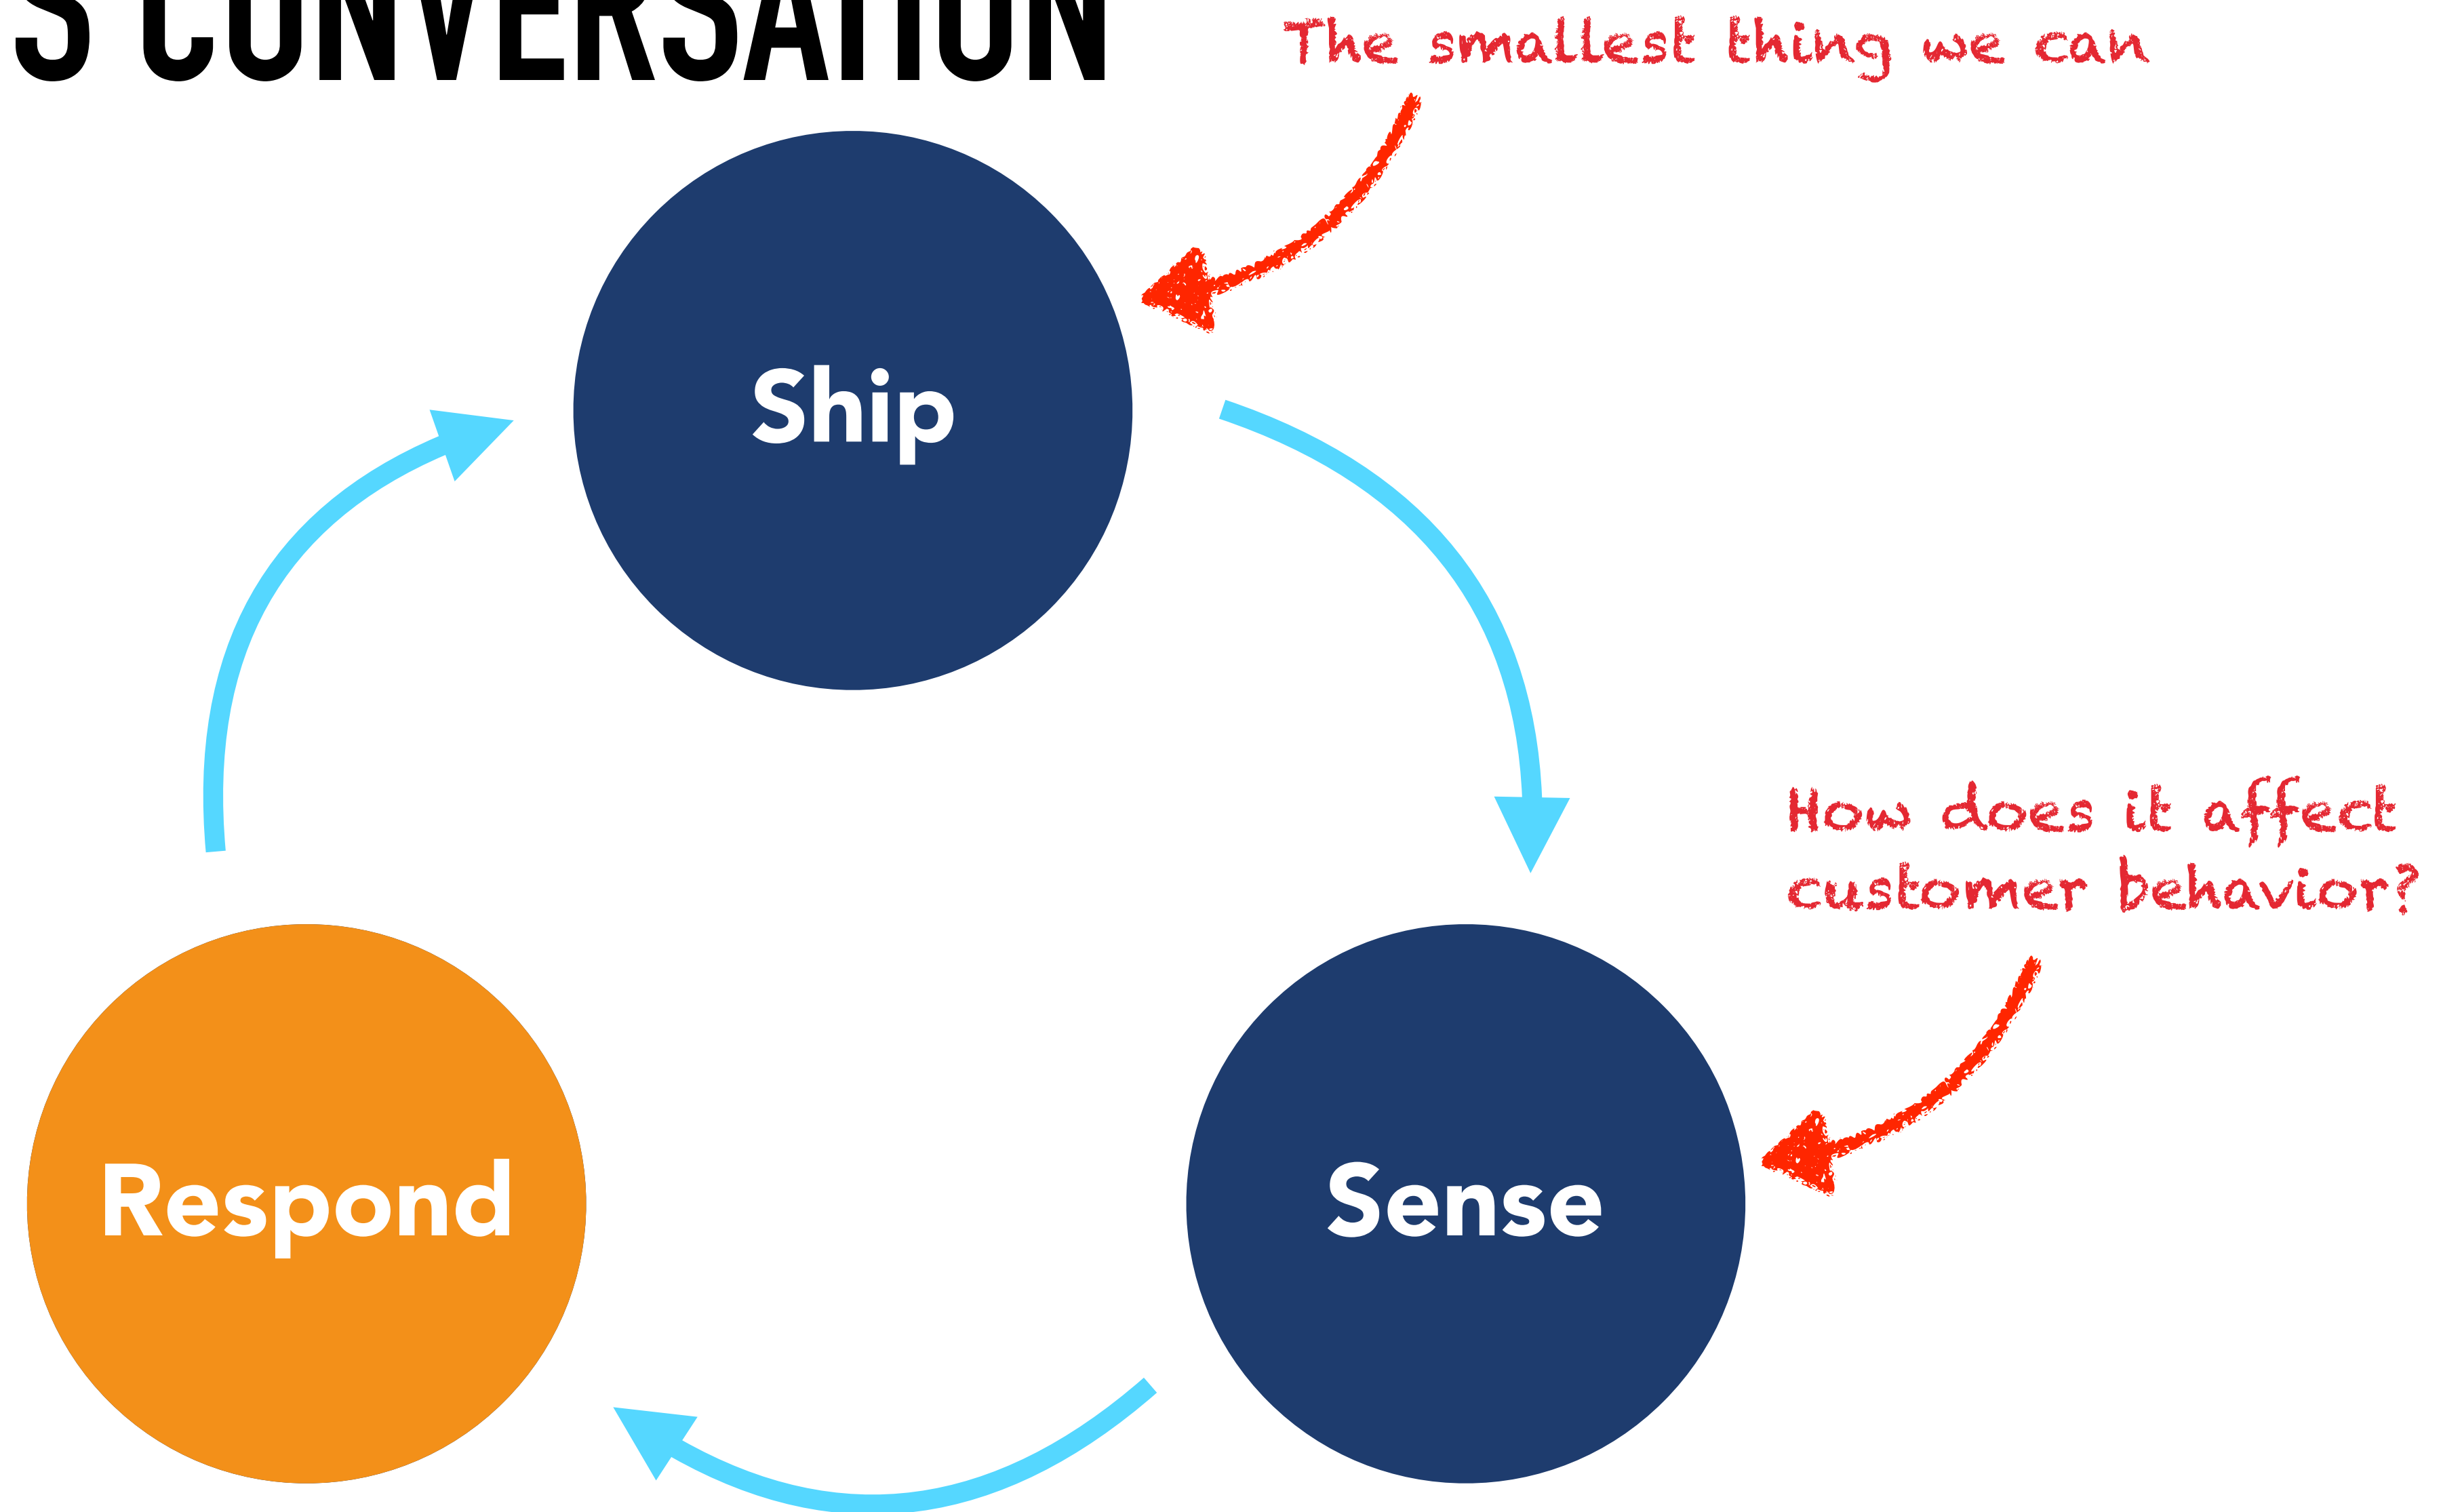 S CONVERSATION
The smallest thing we can
Ship
How does it affect
customer behavior?
Respond
Sense